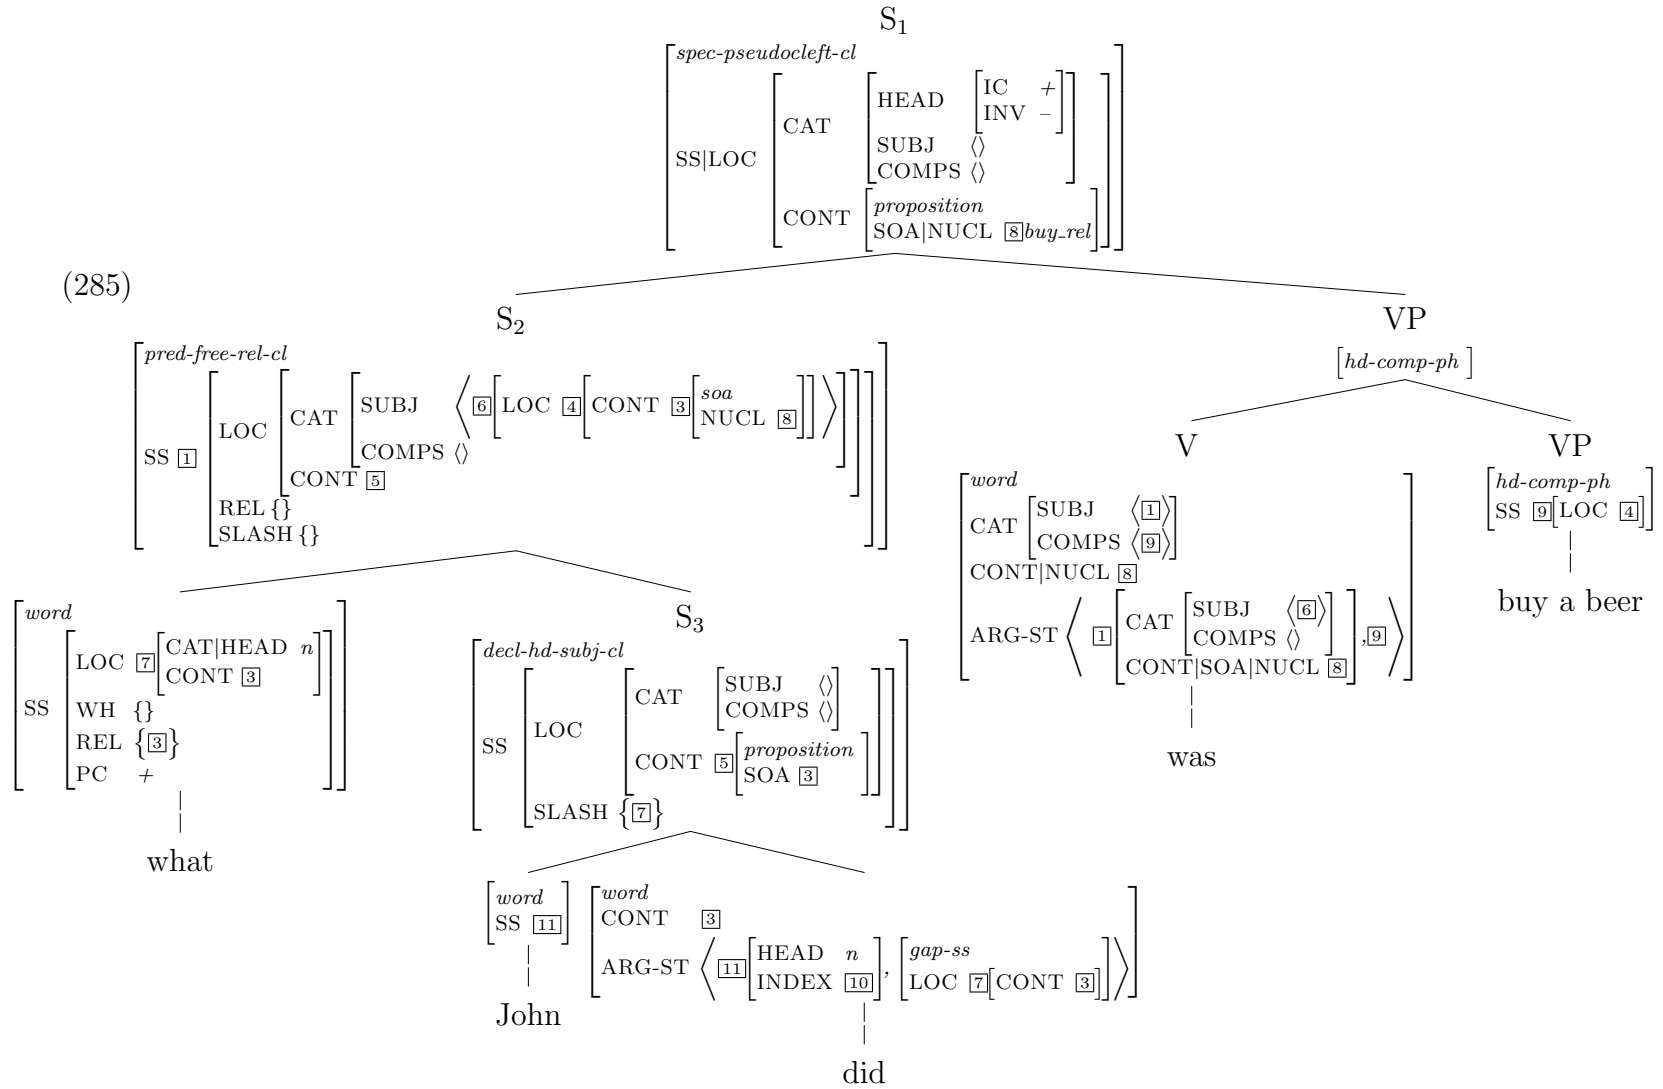 S1
spec-pseudocleft-cl
SS|LOC
CAT
HEAD
IC +
INV –
SUBJ ⟨⟩
COMPS ⟨⟩
CONT
proposition
SOA|NUCL 8 buy_rel
(285)
S2
pred-free-rel-cl
SS 1
LOC
CAT
SUBJ ⟨ 6 LOC 4 CONT 3 soa
NUCL 8 ⟩
COMPS ⟨⟩
CONT 5
REL {}
SLASH {}
VP
hd-comp-ph
V
word
CAT
SUBJ ⟨1⟩
COMPS ⟨9⟩
CONT|NUCL 8
ARG-ST ⟨ 1
CAT
SUBJ ⟨6⟩
COMPS ⟨⟩
CONT|SOA|NUCL 8
, 9 ⟩
was
VP
hd-comp-ph
SS 9 [LOC 4]
buy a beer
word
SS
LOC 7
CAT|HEAD n
CONT 3
WH {}
REL {3}
PC +
what
S3
decl-hd-subj-cl
SS
LOC
CAT
SUBJ ⟨⟩
COMPS ⟨⟩
CONT 5
proposition
SOA 3
SLASH {7}
word
SS 11
John
word
CONT 3
ARG-ST ⟨ 11
HEAD n
INDEX 10
,
gap-ss
LOC 7 [CONT 3] ⟩
did